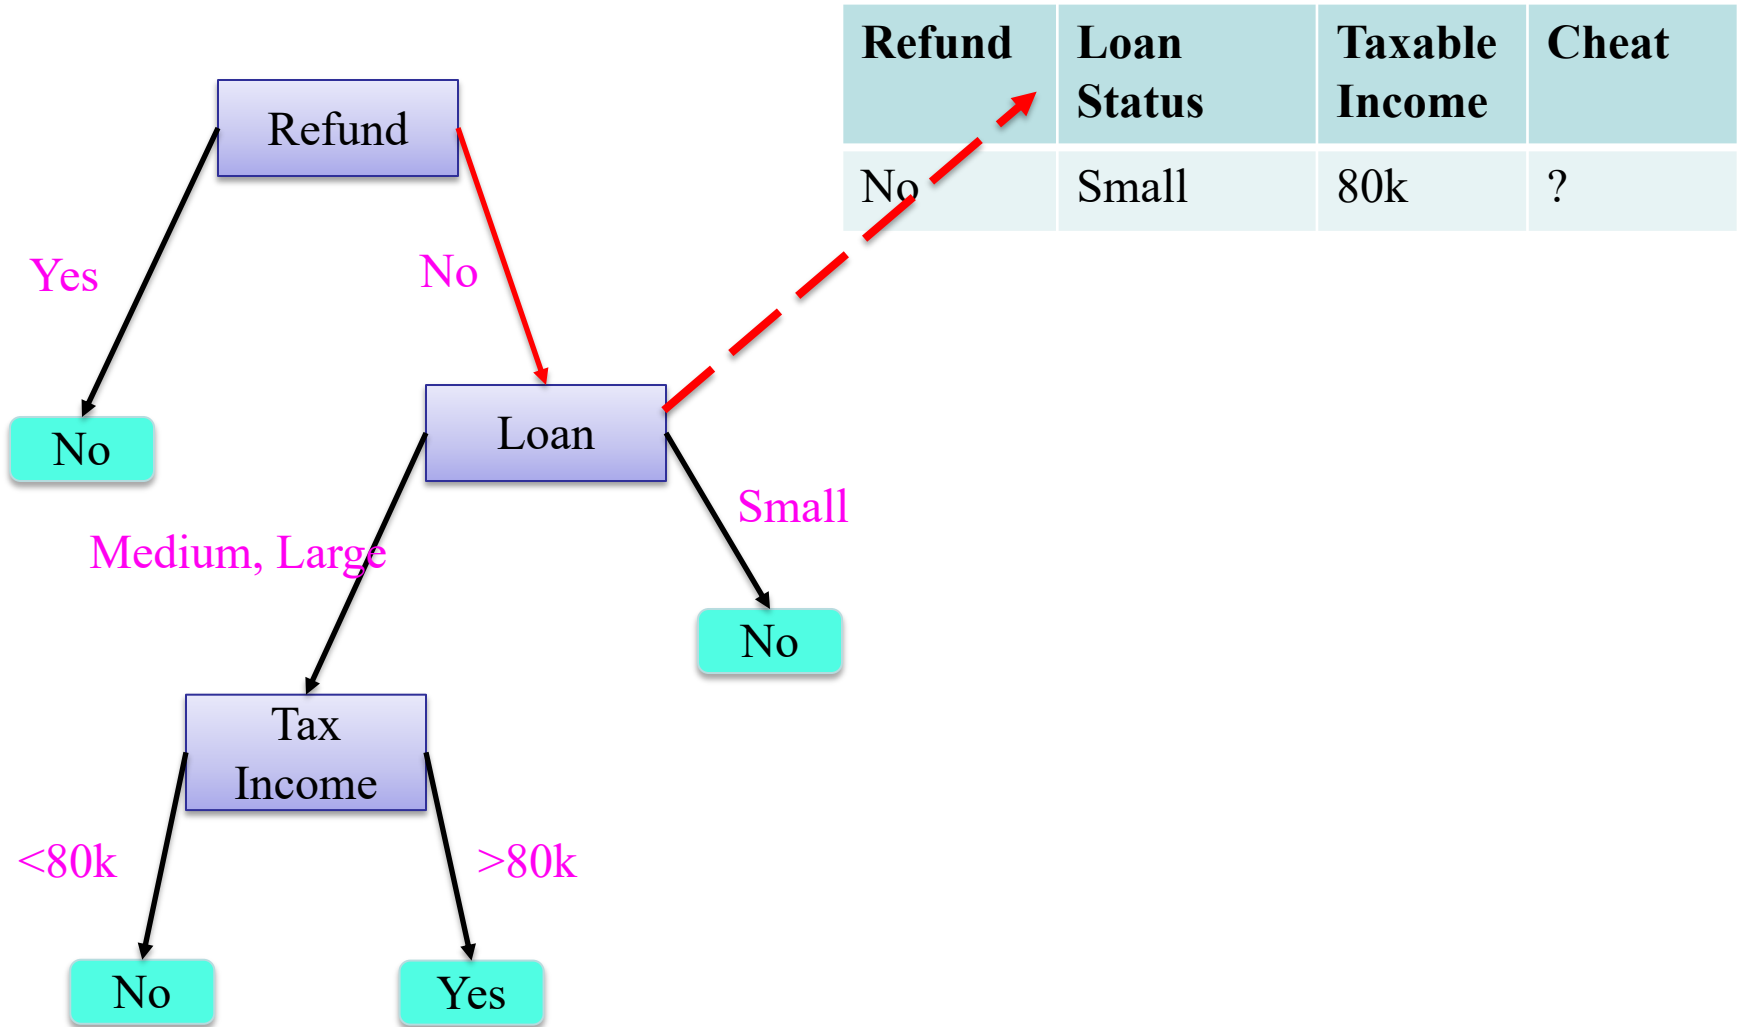 Refund
Loan
Status
Taxable
Income
Cheat
No
Small
80k
?
Refund
Yes
No
No
Loan
Medium, Large
Small
No
Tax
Income
<80k
>80k
No
Yes